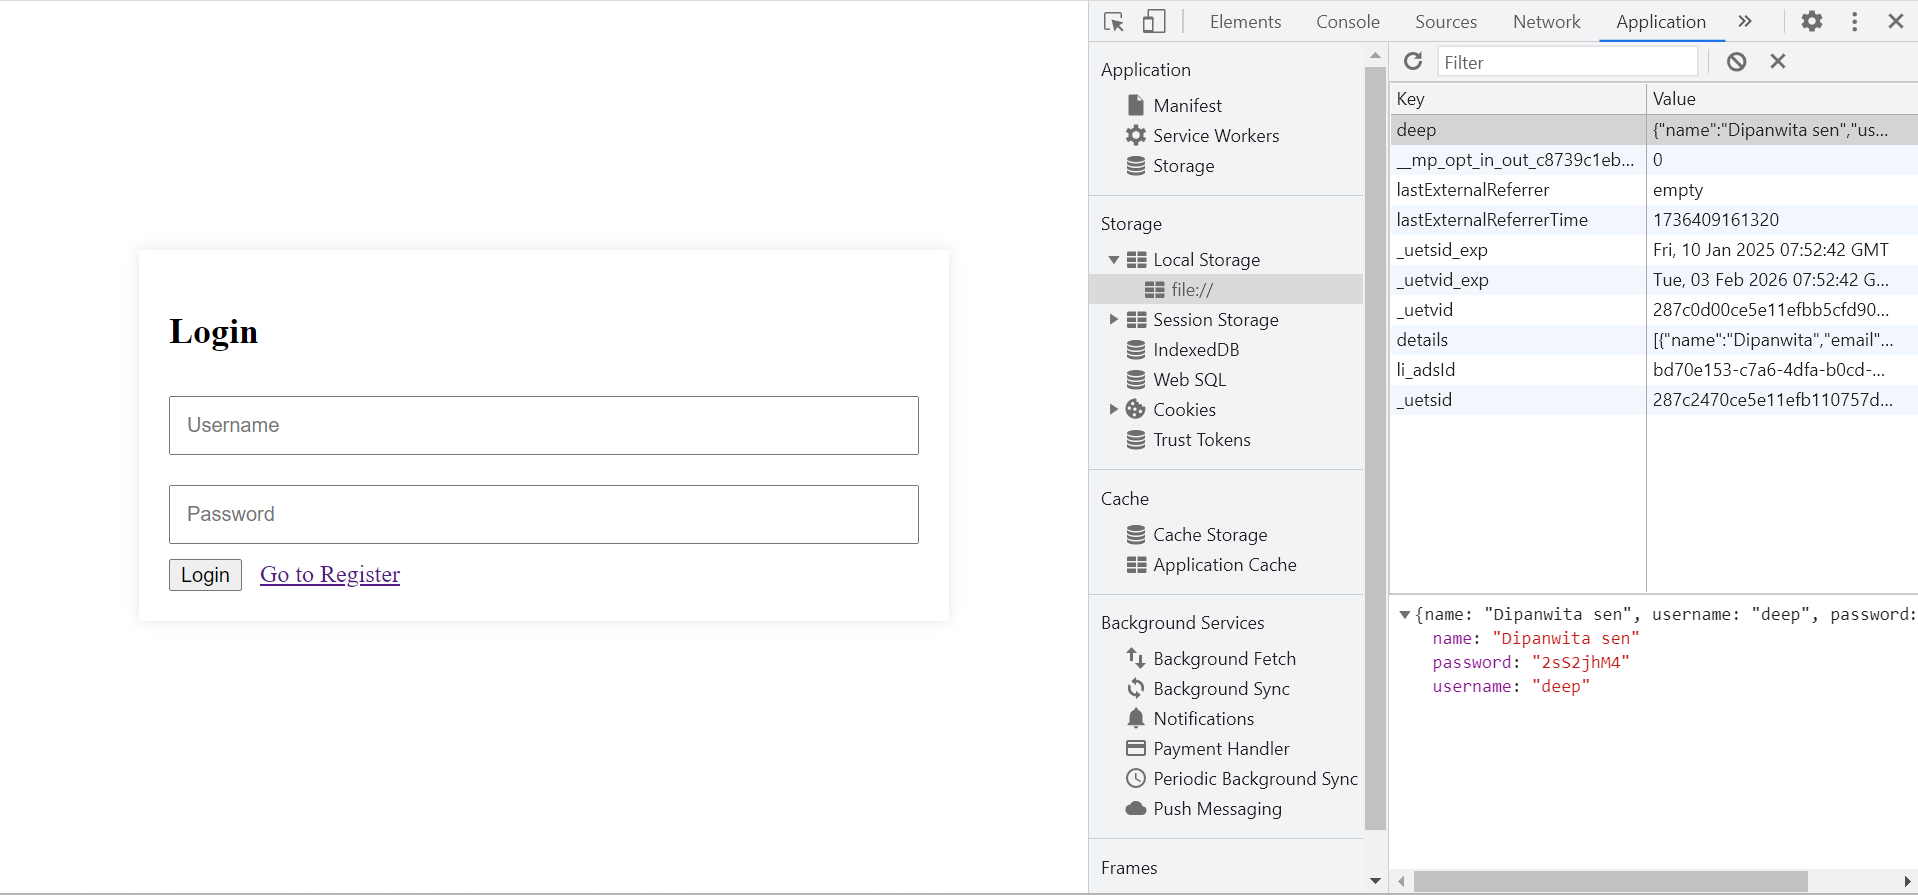 Login
Username
Password
Login Go to Register
Elements Console Sources Network Application »
Application
Manifest
Service Workers
Storage
Storage
Local Storage
file://
Session Storage
IndexedDB
Web SQL
Cookies
Trust Tokens
Cache
Cache Storage
Application Cache
Background Services
Background Fetch
Background Sync
Notifications
Payment Handler
Periodic Background Sync
Push Messaging
Frames
Filter
Key Value
deep {"name":"Dipanwita sen","us...
__mp_opt_in_out_c8739c1eb... 0
lastExternalReferrer empty
lastExternalReferrerTime 1736409161320
_uetsid_exp Fri, 10 Jan 2025 07:52:42 GMT
_uetvid_exp Tue, 03 Feb 2026 07:52:42 G...
_uetvid 287c0d00ce5e11efbb5cfd90...
details [{"name":"Dipanwita","email"...
li_adsId bd70e153-c7a6-4dfa-b0cd-...
_uetsid 287c2470ce5e11efb110757d...
{name: "Dipanwita sen", username: "deep", password:
name: "Dipanwita sen"
password: "2sS2jhM4"
username: "deep"